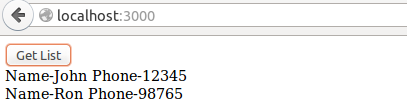 localhost:3000
Get List
Name-John Phone-12345
Name-Ron Phone-98765